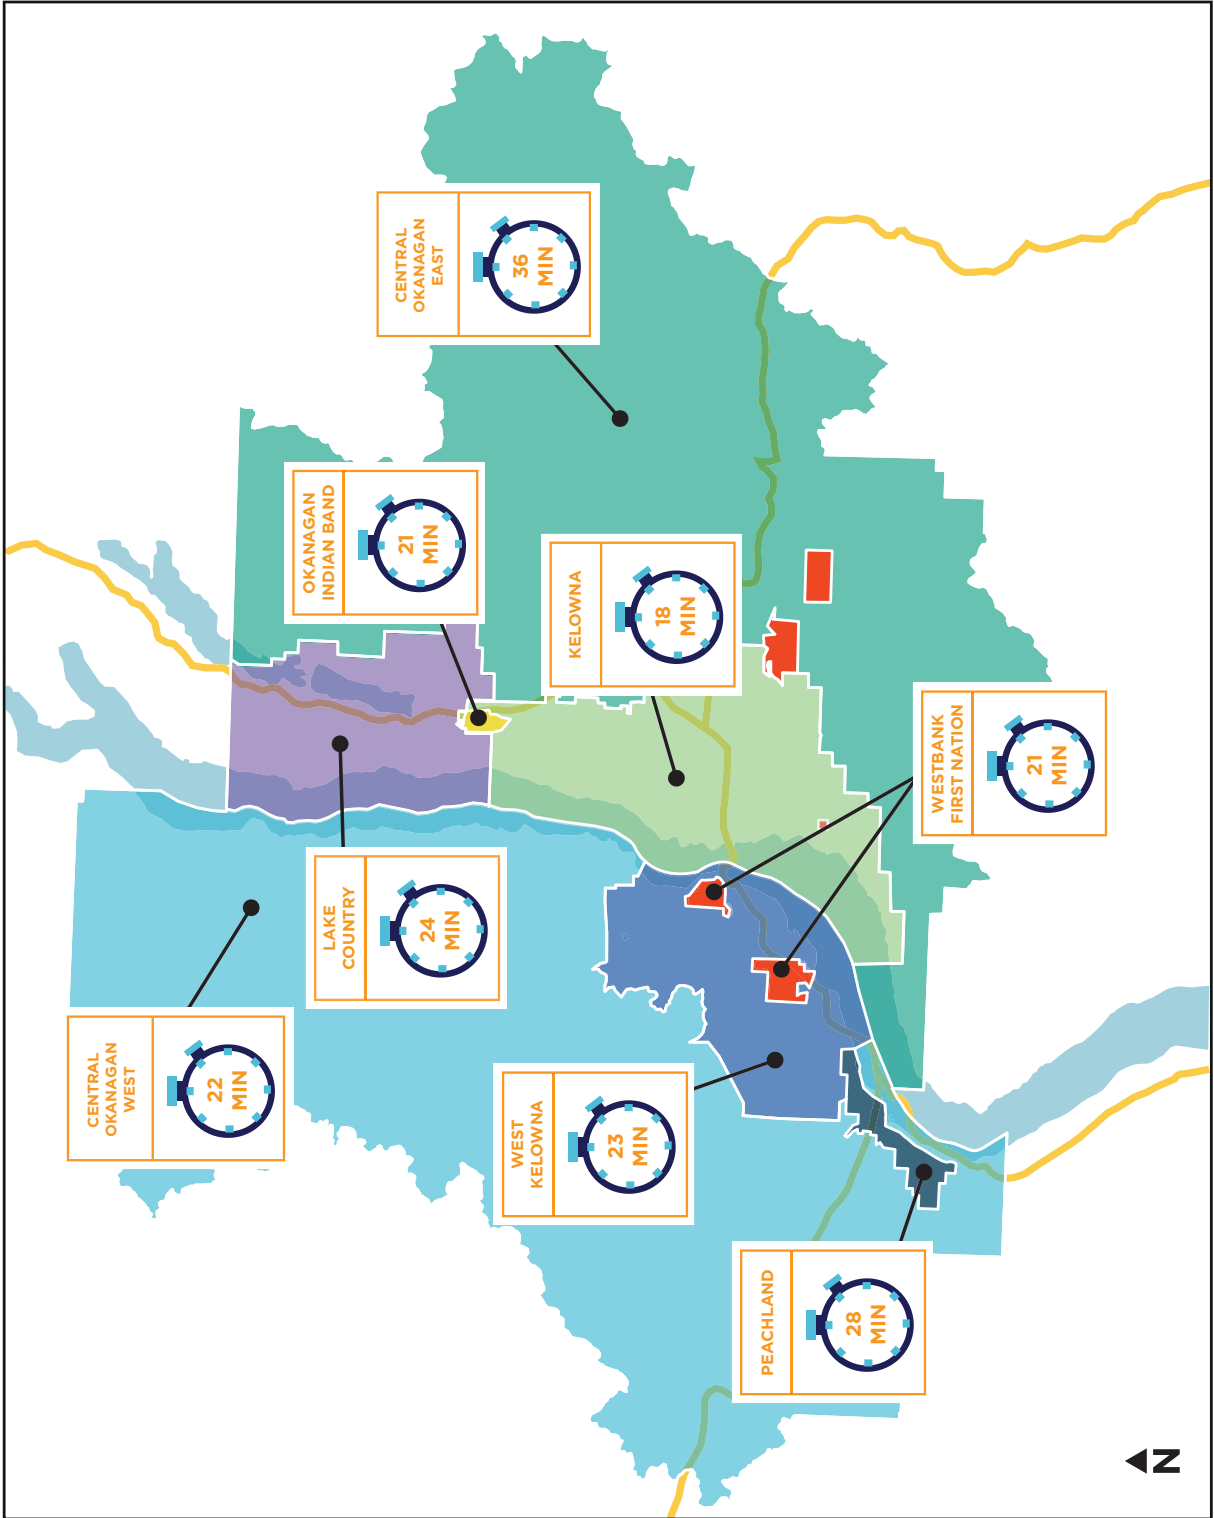 CENTRAL
OKANAGAN
WEST
22
MIN
LAKE
COUNTRY
24
MIN
OKANAGAN
INDIAN BAND
21
MIN
CENTRAL
OKANAGAN
EAST
36
MIN
WEST
KELOWNA
23
MIN
KELOWNA
18
MIN
PEACHLAND
28
MIN
WESTBANK
FIRST NATION
21
MIN
N